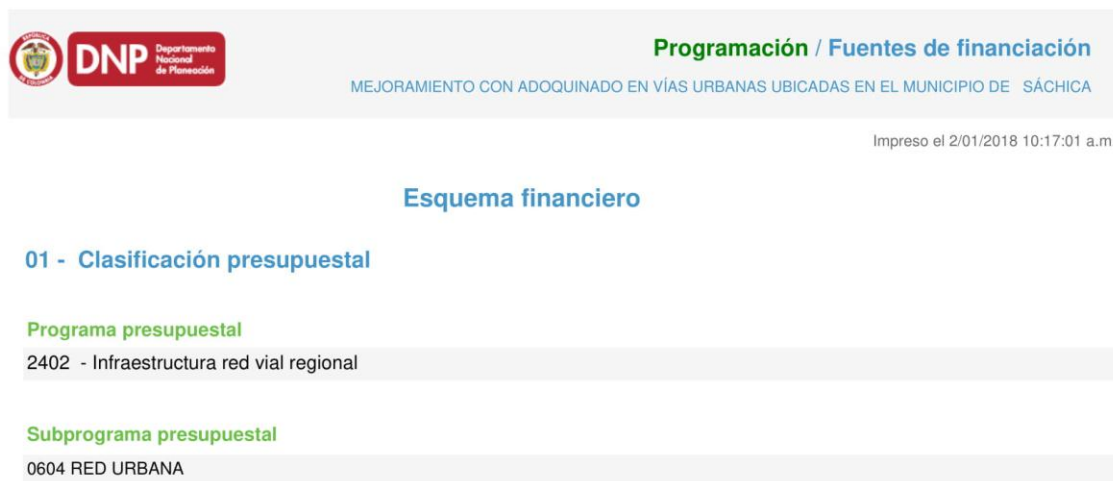 DNP Departamento
Nacional
de Planeación
Programación / Fuentes de financiación
MEJORAMIENTO CON ADOQUINADO EN VÍAS URBANAS UBICADAS EN EL MUNICIPIO DE SÁCHICA
Impreso el 2/01/2018 10:17:01 a.m
Esquema financiero
01 - Clasificación presupuestal
Programa presupuestal
2402 - Infraestructura red vial regional
Subprograma presupuestal
0604 RED URBANA